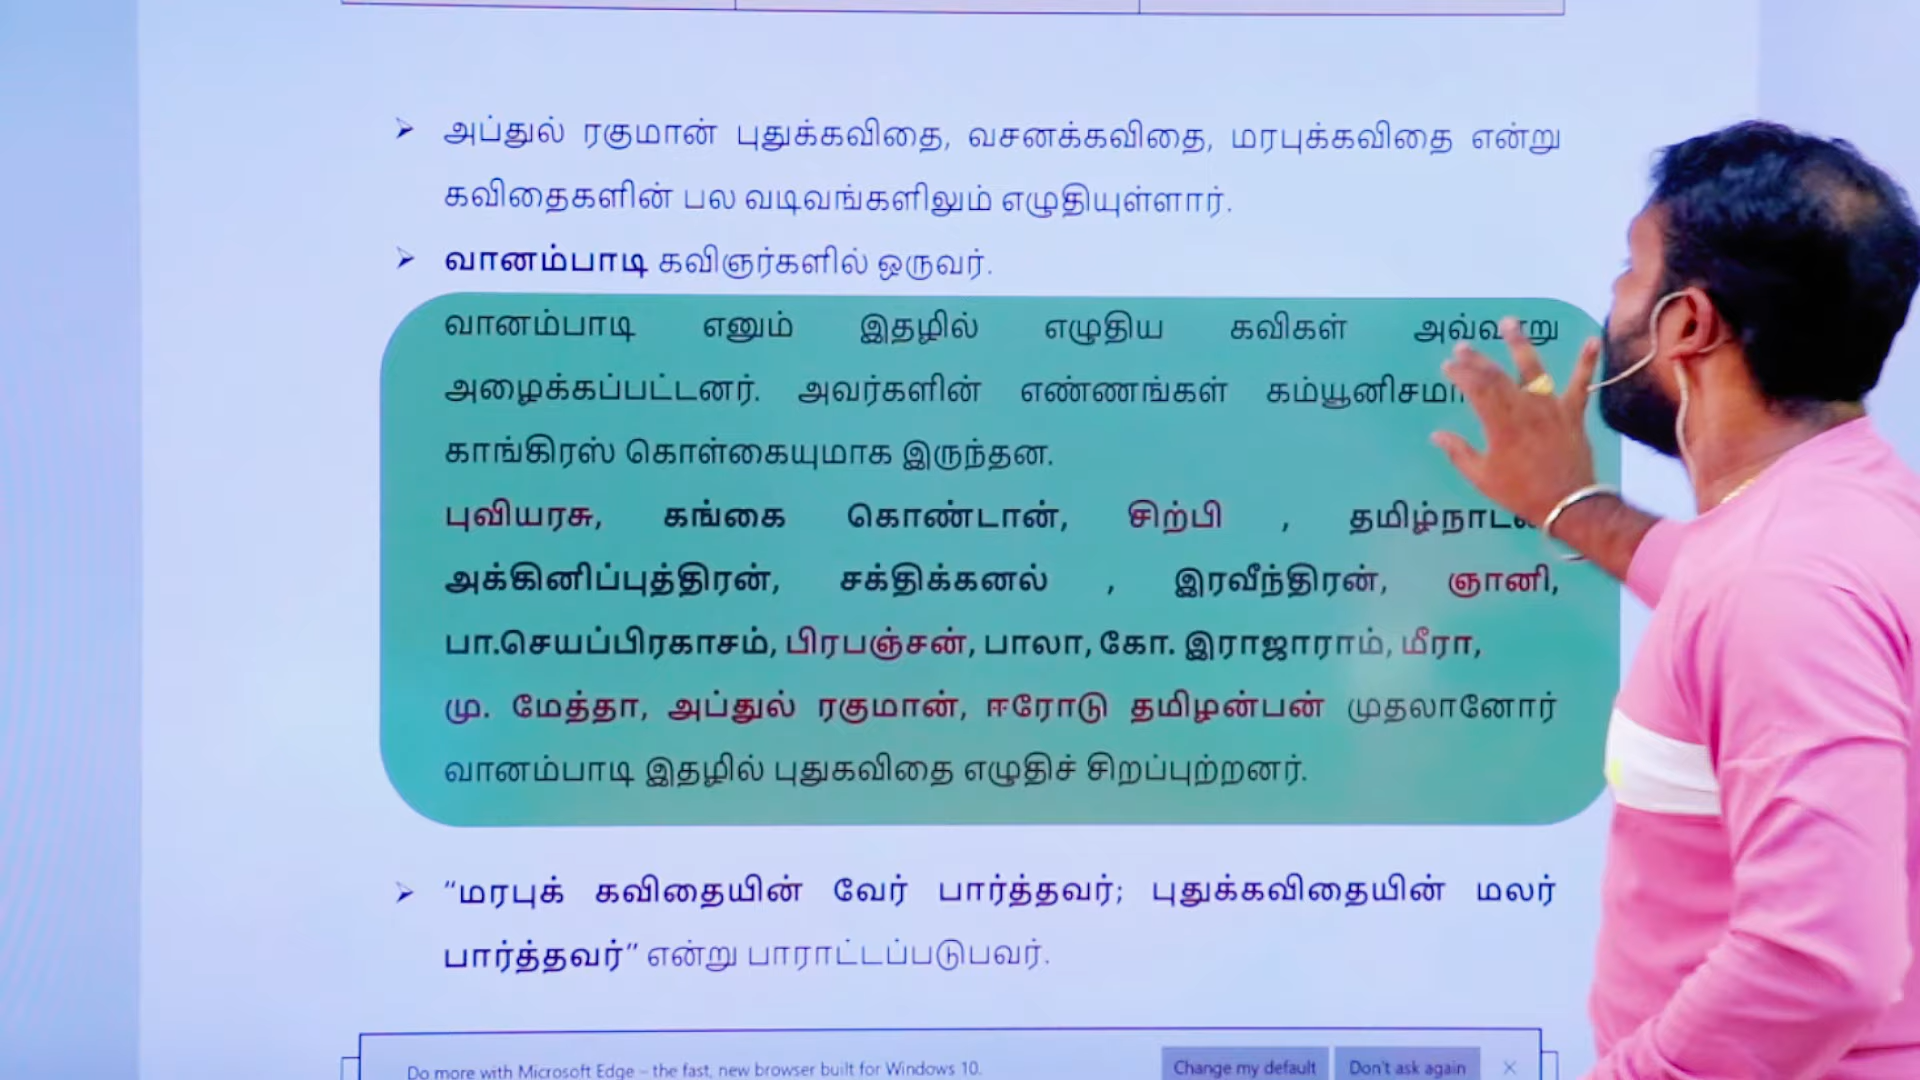 அப்துல் ரகுமான் புதுக்கவிதை, வசனக்கவிதை, மரபுக்கவிதை என்று
கவிதைகளின் பல வடிவங்களிலும் எழுதியுள்ளார்.
வானம்பாடி கவிஞர்களில் ஒருவர்.
வானம்பாடி எனும் இதழில் எழுதிய கவிகள்
அழைக்கப்பட்டனர். அவர்களின் எண்ணங்கள்
காங்கிரஸ் கொள்கையுமாக இருந்தன.
புவியரசு, கங்கை கொண்டான், சிற்பி ,
அக்கினிப்புத்திரன், சக்திக்கனல் , இரவீந்திரன், ஞானி,
பா.செயப்பிரகாசம், பிரபஞ்சன், பாலா, கோ. இராஜாராம், மீரா,
மு. மேத்தா, அப்துல் ரகுமான், ஈரோடு தமிழன்பன் முதலானோர்
வானம்பாடி இதழில் புதுகவிதை எழுதிச் சிறப்புற்றனர்.
“மரபுக் கவிதையின் வேர் பார்த்தவர்; புதுக்கவிதையின் மலர்
பார்த்தவர்” என்று பாராட்டப்படுபவர்.
Do more with Microsoft Edge – the fast, new browser built for Windows 10. Change my default Don't ask again